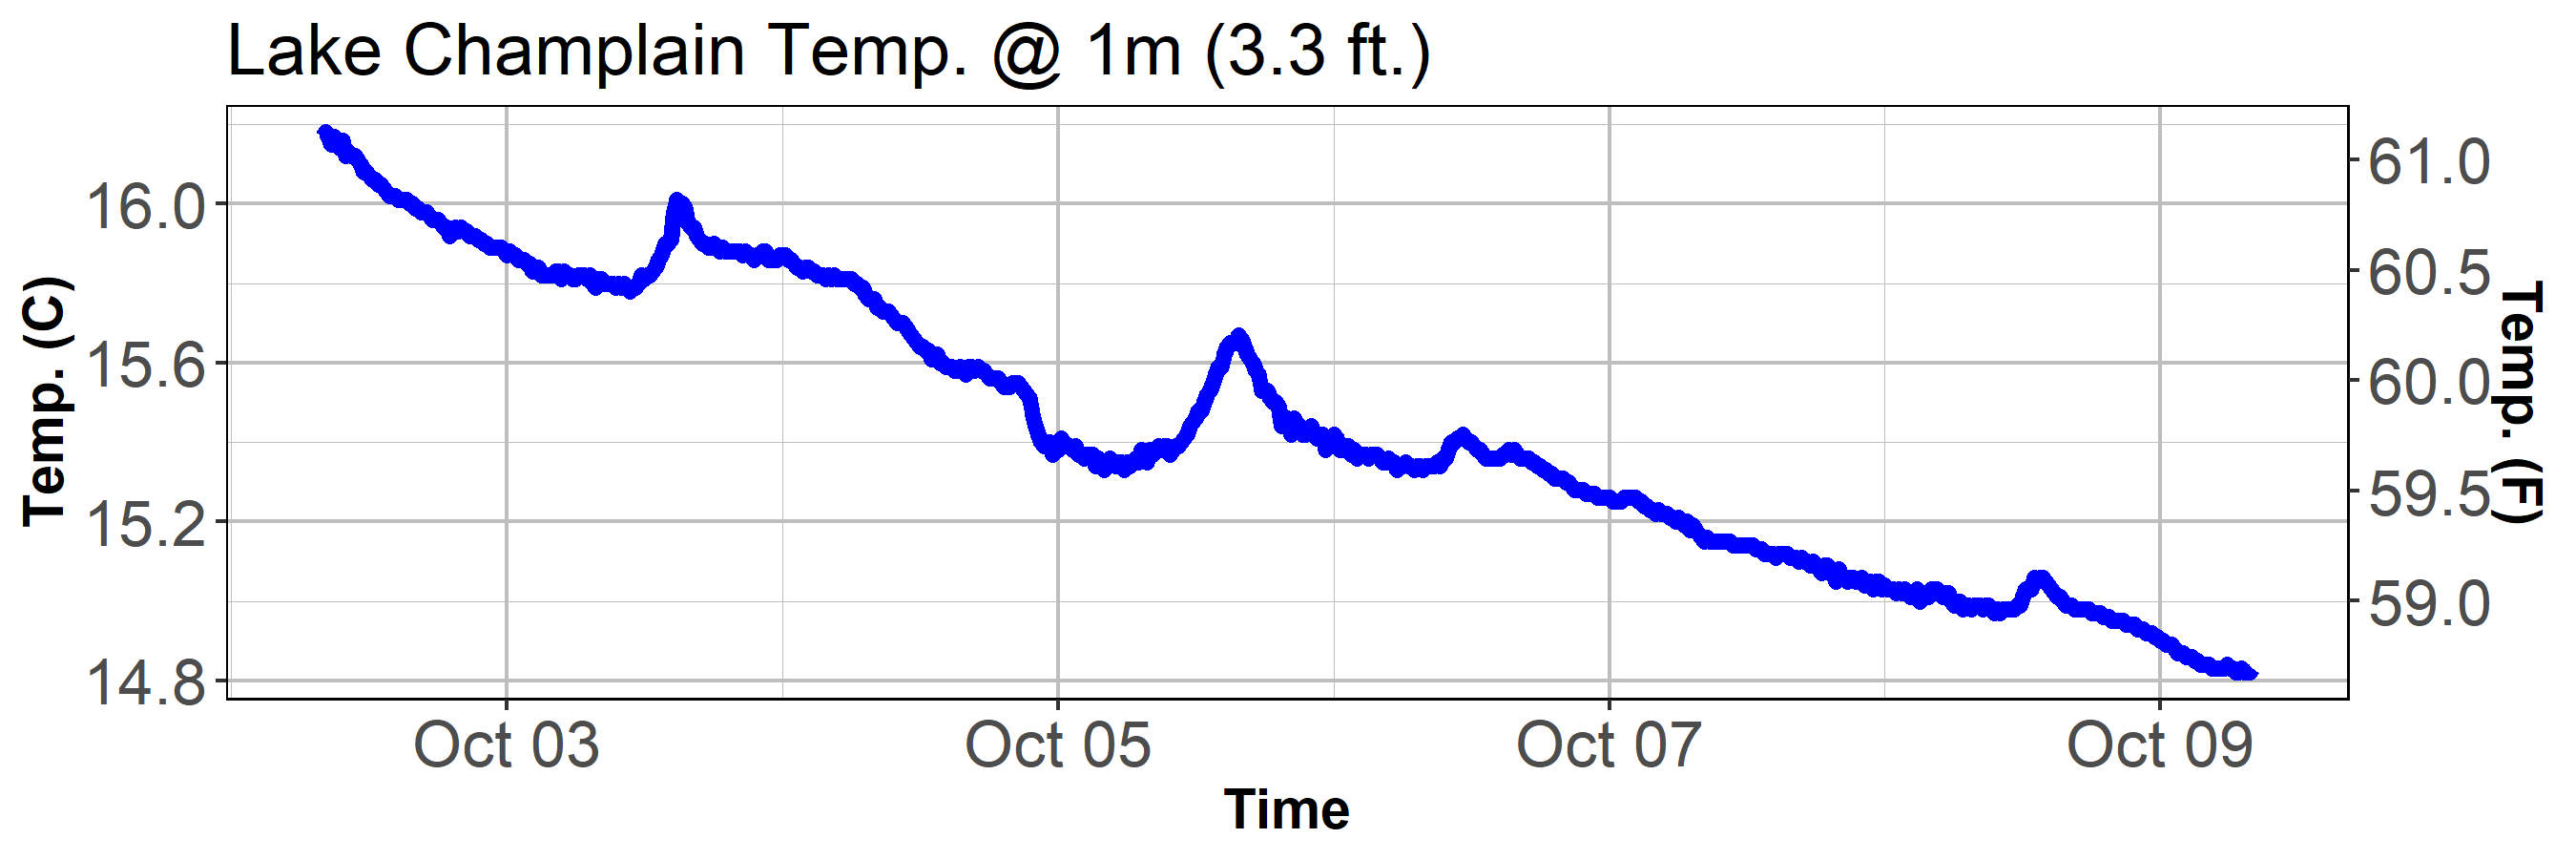 Lake Champlain Temp. @ 1m (3.3 ft.)
Temp. (C)
16.0
15.6
15.2
14.8
61.0
60.5
60.0
59.5
59.0
Temp. (F)
Oct 03
Oct 05
Oct 07
Oct 09
Time